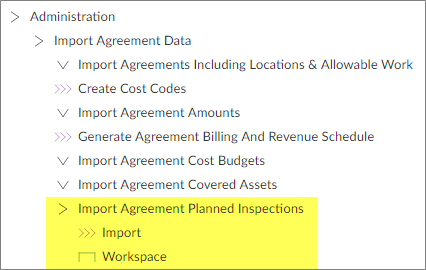 Administration
Import Agreement Data
Import Agreements Including Locations & Allowable Work
Create Cost Codes
Import Agreement Amounts
Generate Agreement Billing And Revenue Schedule
Import Agreement Cost Budgets
Import Agreement Covered Assets
Import Agreement Planned Inspections
Import
Workspace